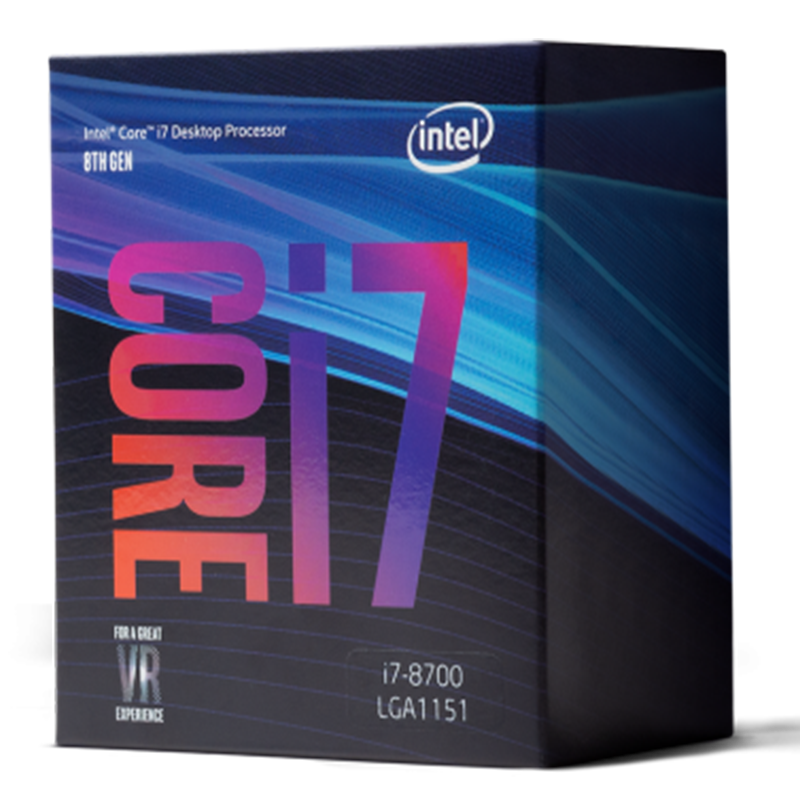 Intel® Core™ i7 Desktop Processor
8TH GEN
intel®
CORE
i7
FOR A GREAT
VR
EXPERIENCE
i7-8700
LGA1151